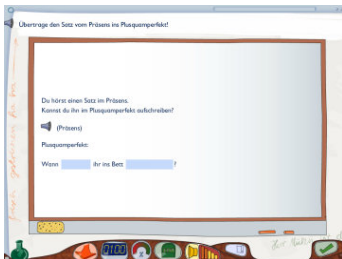 Übertrage den Satz vom Präsens ins Plusquamperfekt!
Du hörst einen Satz im Präsens.
Kannst du ihn im Plusquamperfekt aufschreiben?
(Präsens)
Plusquamperfekt:
Wann ihr ins Bett ?